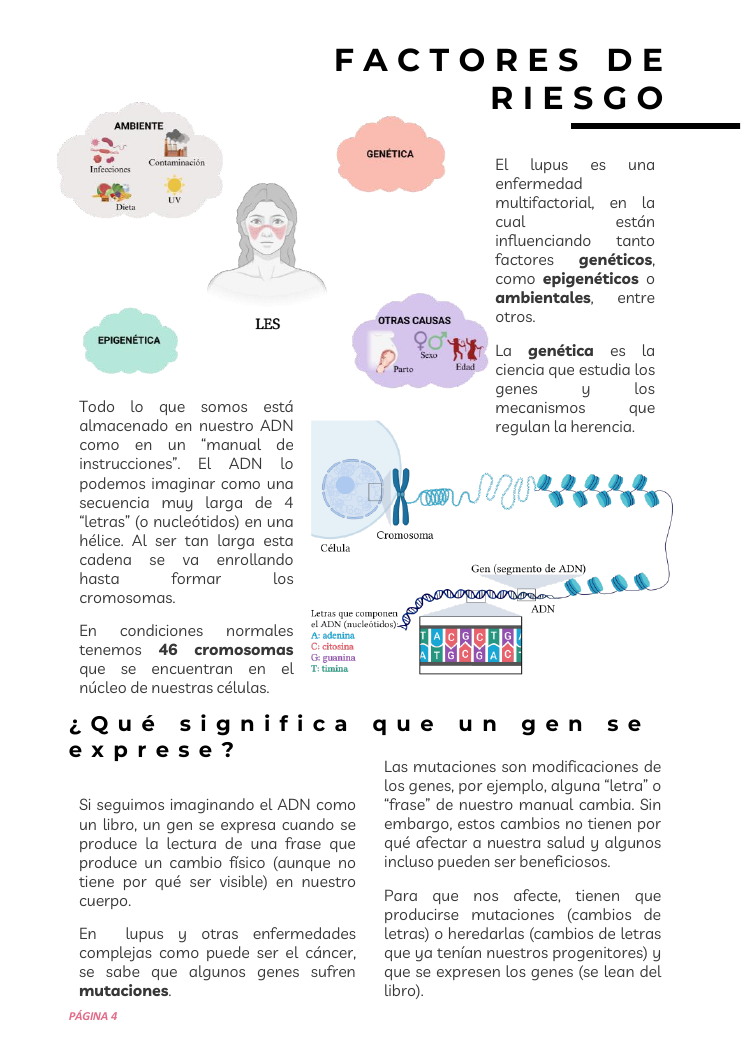 FACTORES DE
RIESGO
AMBIENTE
Infecciones
Contaminación
Dieta
UV
GENÉTICA
LES
EPIGENÉTICA
OTRAS CAUSAS
Parto
Sexo
Edad
El lupus es una
enfermedad
multifactorial, en la
cual están
influenciando tanto
factores genéticos,
como epigenéticos o
ambientales, entre
otros.
La genética es la
ciencia que estudia los
genes y los
mecanismos que
regulan la herencia.
Todo lo que somos está
almacenado en nuestro ADN
como en un “manual de
instrucciones”. El ADN lo
podemos imaginar como una
secuencia muy larga de 4
“letras” (o nucleótidos) en una
hélice. Al ser tan larga esta
cadena se va enrollando
hasta formar los
cromosomas.
En condiciones normales
tenemos 46 cromosomas
que se encuentran en el
núcleo de nuestras células.
Célula
Cromosoma
Gen (segmento de ADN)
ADN
Letras que componen
el ADN (nucleótidos):
A: adenina
C: citosina
G: guanina
T: timina
T A C G C T G A
A T G C G A C T
¿Qué significa que un gen se
exprese?
Si seguimos imaginando el ADN como
un libro, un gen se expresa cuando se
produce la lectura de una frase que
produce un cambio físico (aunque no
tiene por qué ser visible) en nuestro
cuerpo.
En lupus y otras enfermedades
complejas como puede ser el cáncer,
se sabe que algunos genes sufren
mutaciones.
Las mutaciones son modificaciones de
los genes, por ejemplo, alguna “letra” o
“frase” de nuestro manual cambia. Sin
embargo, estos cambios no tienen por
qué afectar a nuestra salud y algunos
incluso pueden ser beneficiosos.
Para que nos afecte, tienen que
producirse mutaciones (cambios de
letras) o heredarlas (cambios de letras
que ya tenían nuestros progenitores) y
que se expresen los genes (se lean del
libro).
PÁGINA 4